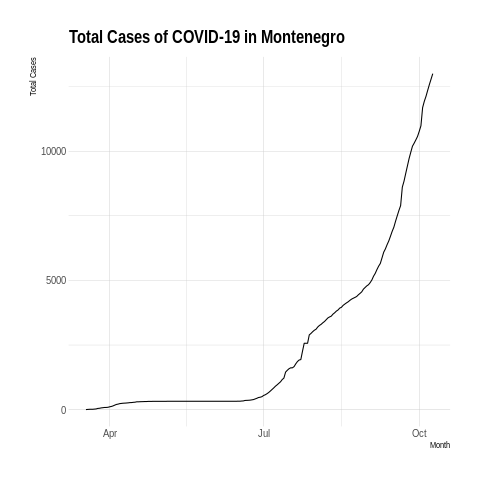 Total Cases of COVID-19 in Montenegro
Total Cases
10000
5000
0
Apr
Jul
Oct
Month